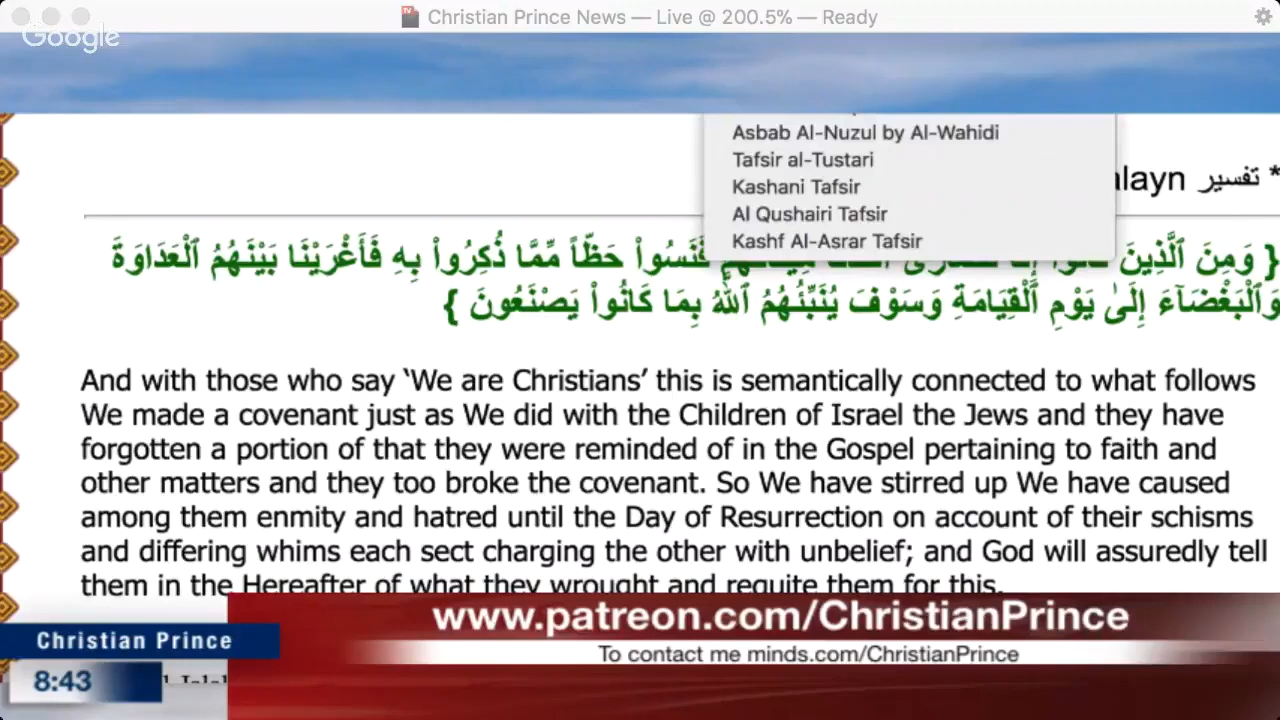 Christian Prince News — Live @ 200.5% — Ready
Google
Asbab Al-Nuzul by Al-Wahidi
Tafsir al-Tustari
Kashani Tafsir
Al Qushairi Tafsir
Kashf Al-Asrar Tafsir
* تفسير alayn
{ وَمِنَ ٱلَّذِينَ فَنَسُواْ حَظّاً مِّمَّا ذُكِرُواْ بِهِ فَأَغْرَيْنَا بَيْنَهُمُ ٱلْعَدَاوَةَ
وَٱلْبَغْضَآءَ إِلَىٰ يَوْمِ ٱلْقِيَامَةِ وَسَوْفَ يُنَبِّئُهُمُ ٱللَّهُ بِمَا كَانُواْ يَصْنَعُونَ }
And with those who say ‘We are Christians’ this is semantically connected to what follows
We made a covenant just as We did with the Children of Israel the Jews and they have
forgotten a portion of that they were reminded of in the Gospel pertaining to faith and
other matters and they too broke the covenant. So We have stirred up We have caused
among them enmity and hatred until the Day of Resurrection on account of their schisms
and differing whims each sect charging the other with unbelief; and God will assuredly tell
them in the Hereafter of what they wrought and requite them for this.
www.patreon.com/ChristianPrince
Christian Prince
To contact me minds.com/ChristianPrince
8:43